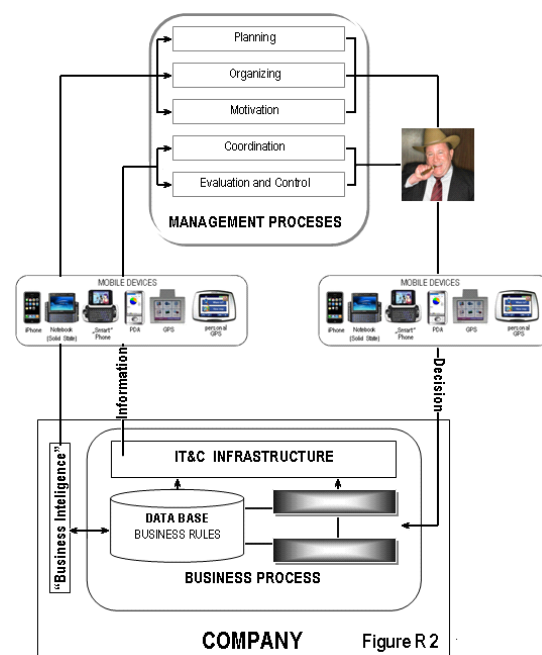 Planning
Organizing
Motivation
Coordination
Evaluation and Control
MANAGEMENT PROCESES
MOBILE DEVICES
iPhone
Notebook
(Solid State)
„Smart”
Phone
PDA
GPS
personal
GPS
MOBILE DEVICES
iPhone
Notebook
(Solid State)
„Smart”
Phone
PDA
GPS
personal
GPS
Information
Decision
IT&C INFRASTRUCTURE
“Business Inteligence”
DATA BASE
BUSINESS RULES
BUSINESS PROCESS
COMPANY
Figure R 2